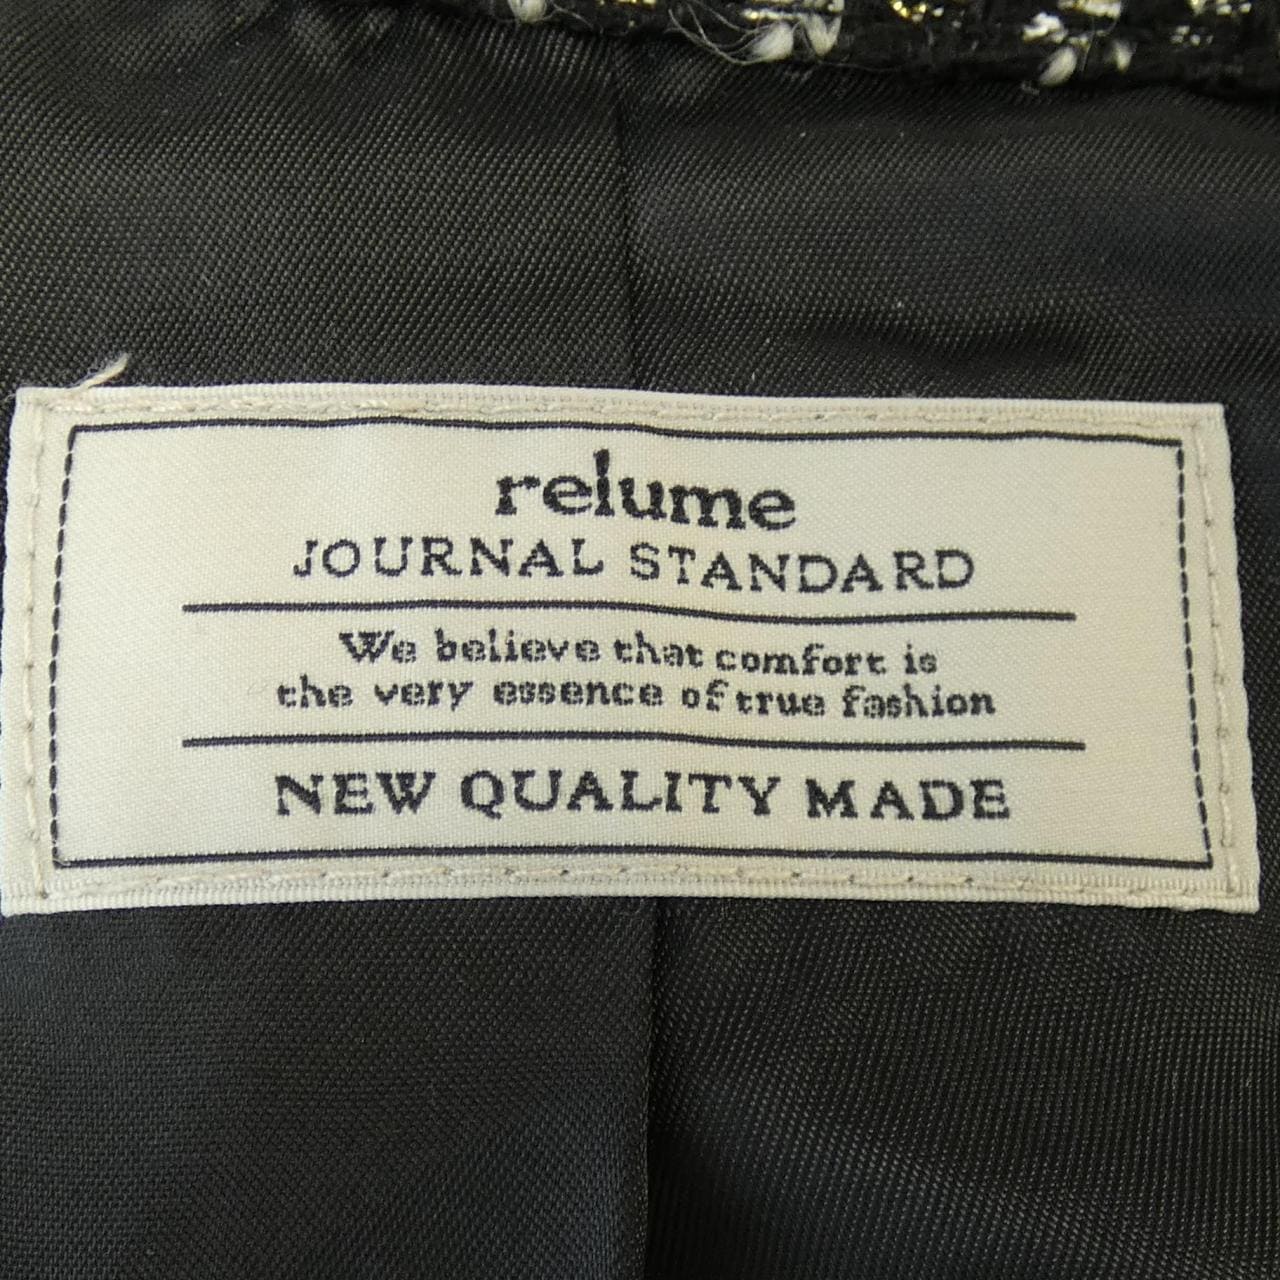 relume
JOURNAL STANDARD
We believe that comfort is
the very essence of true fashion
NEW QUALITY MADE